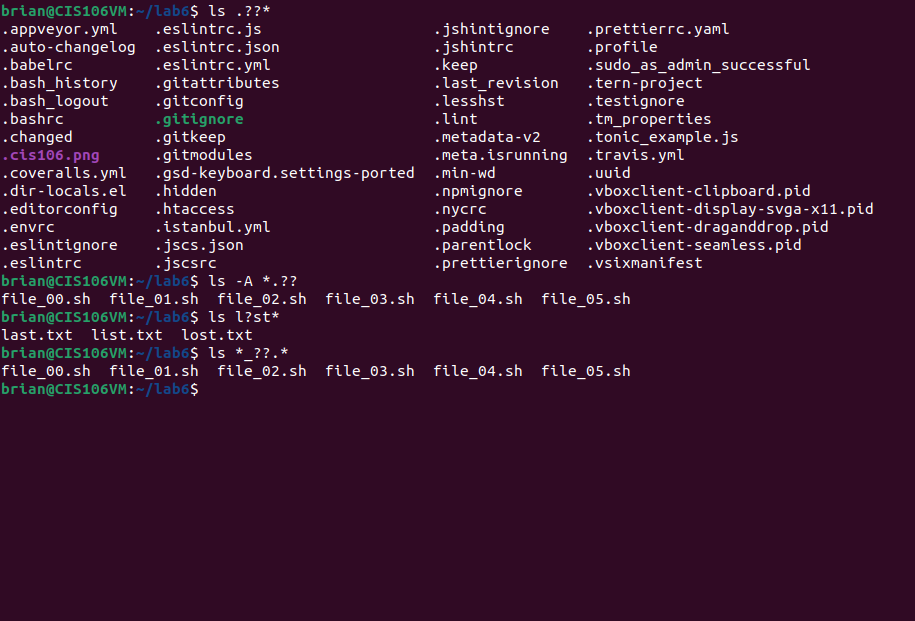 brian@CIS106VM:~/lab6$ ls .??*
.appveyor.yml   .eslintrc.js                  .jshintignore    .prettierrc.yaml
.auto-changelog  .eslintrc.json                .jshintrc        .profile
.babelrc        .eslintrc.yml                 .keep            .sudo_as_admin_successful
.bash_history   .gitattributes                .last_revision   .tern-project
.bash_logout    .gitconfig                    .lesshst         .testignore
.bashrc         .gitignore                    .lint            .tm_properties
.changed        .gitkeep                      .metadata-v2     .tonic_example.js
.cis106.png     .gitmodules                   .meta.isrunning  .travis.yml
.coveralls.yml  .gsd-keyboard.settings-ported  .min-wd          .uuid
.dir-locals.el  .hidden                       .npmignore       .vboxclient-clipboard.pid
.editorconfig   .htaccess                     .nycrc           .vboxclient-display-svga-x11.pid
.envrc          .istanbul.yml                 .padding         .vboxclient-draganddrop.pid
.eslintignore   .jscs.json                    .parentlock      .vboxclient-seamless.pid
.eslintrc       .jscsrc                       .prettierignore  .vsixmanifest
brian@CIS106VM:~/lab6$ ls -A *.??
file_00.sh  file_01.sh  file_02.sh  file_03.sh  file_04.sh  file_05.sh
brian@CIS106VM:~/lab6$ ls l?st*
last.txt  list.txt  lost.txt
brian@CIS106VM:~/lab6$ ls *_??.*
file_00.sh  file_01.sh  file_02.sh  file_03.sh  file_04.sh  file_05.sh
brian@CIS106VM:~/lab6$